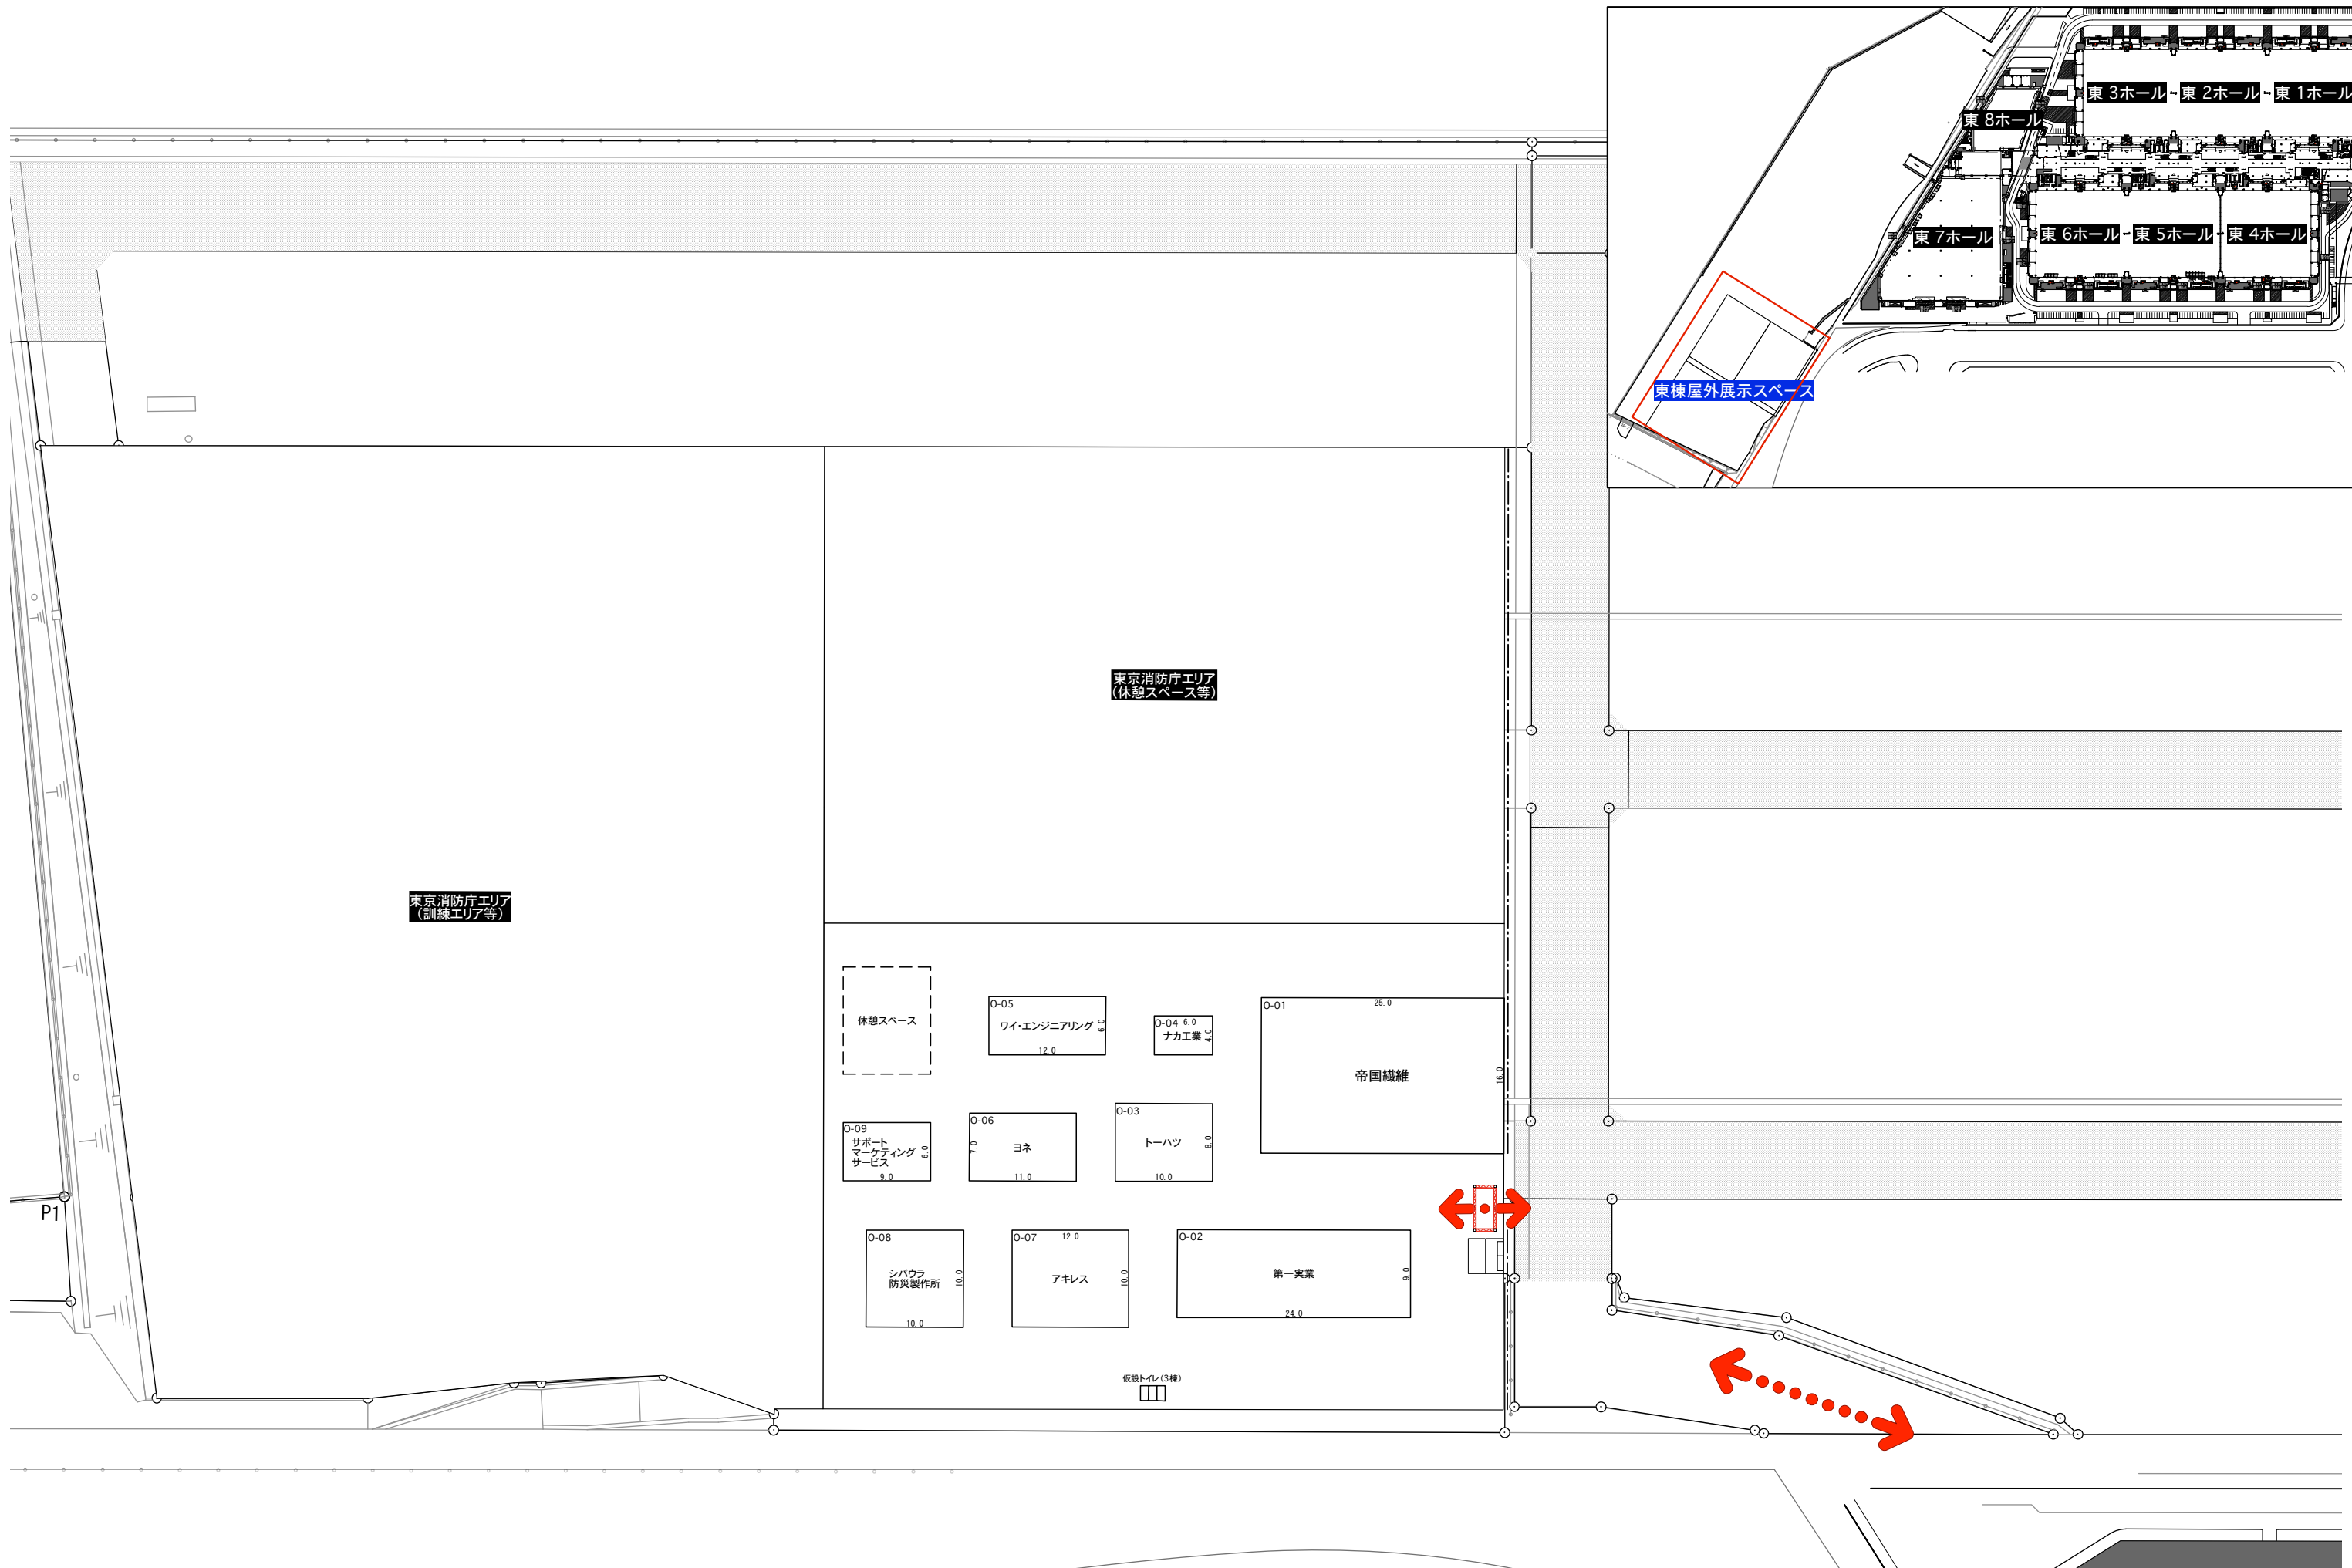 東 3ホール
東 2ホール
東 1ホール
東 8ホール
東 7ホール
東 6ホール
東 5ホール
東 4ホール
東棟屋外展示スペース
東京消防庁エリア
（休憩スペース等）
東京消防庁エリア
（訓練エリア等）
休憩スペース
O-05
ワイ・エンジニアリング
6.0
12.0
O-04
6.0
ナカ工業
4.0
O-01
25.0
帝国繊維
16.0
O-09
サポート
マーケティング
サービス
6.0
9.0
O-06
7.0
ヨネ
11.0
O-03
トーハツ
8.0
10.0
P1
O-08
シバウラ
防災製作所
10.0
10.0
O-07
12.0
アキレス
10.0
O-02
第一実業
9.0
24.0
仮設トイレ（3棟）